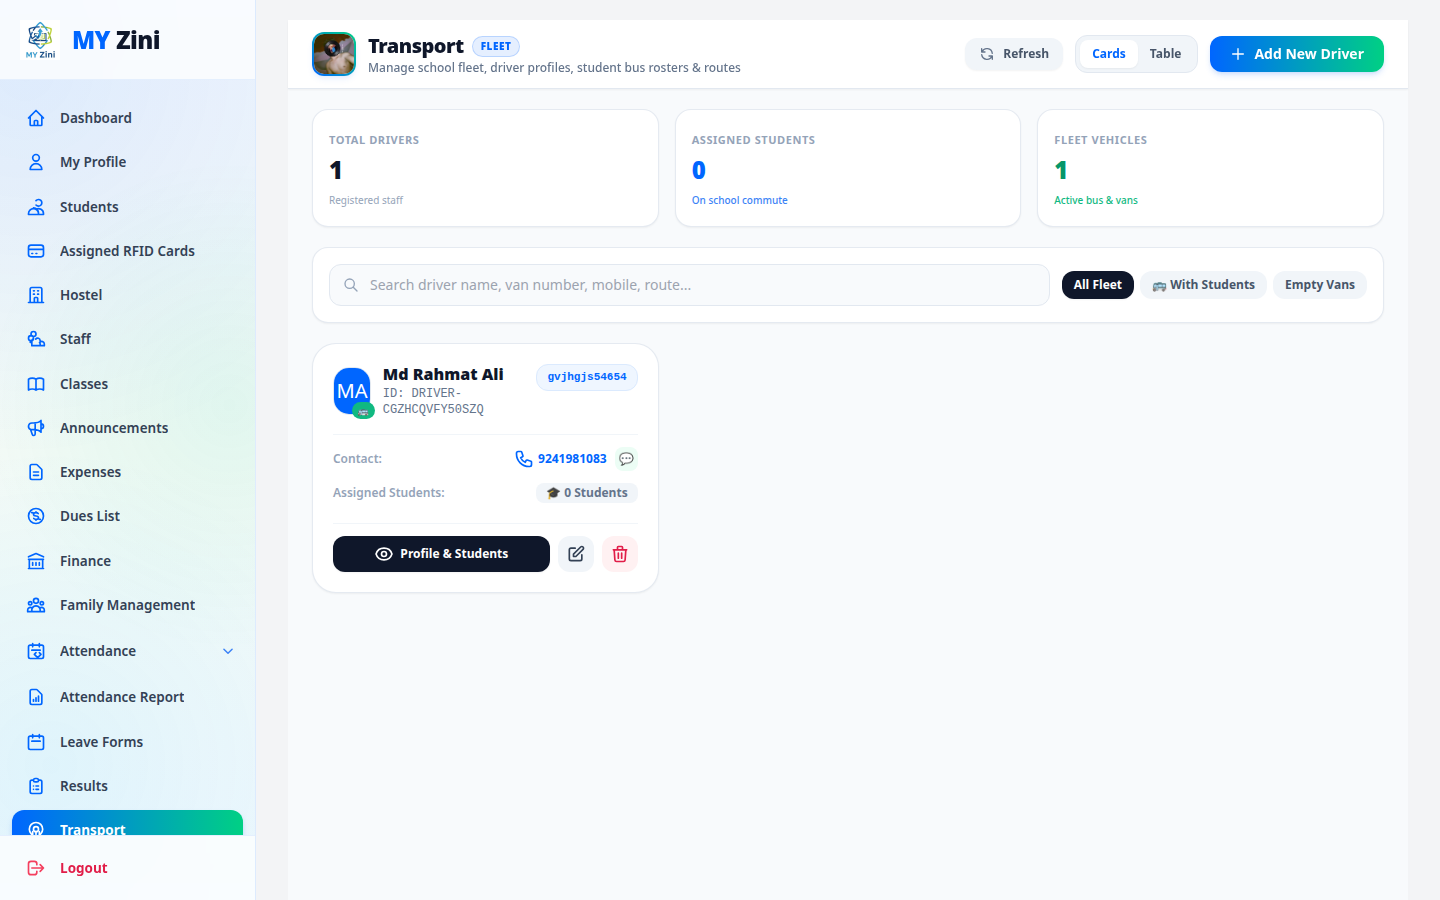 MY Zini
MY Zini
Dashboard
My Profile
Students
Assigned RFID Cards
Hostel
Staff
Classes
Announcements
Expenses
Dues List
Finance
Family Management
Attendance
Attendance Report
Leave Forms
Results
Transport
Logout
Transport FLEET
Manage school fleet, driver profiles, student bus rosters & routes
Refresh
Cards Table
Add New Driver
TOTAL DRIVERS
1
Registered staff
ASSIGNED STUDENTS
0
On school commute
FLEET VEHICLES
1
Active bus & vans
Search driver name, van number, mobile, route...
All Fleet
With Students
Empty Vans
MA
Md Rahmat Ali
ID: DRIVER-
CGZHCQVFY50SZQ
gvjhgjs54654
Contact: 9241981083
Assigned Students: 0 Students
Profile & Students